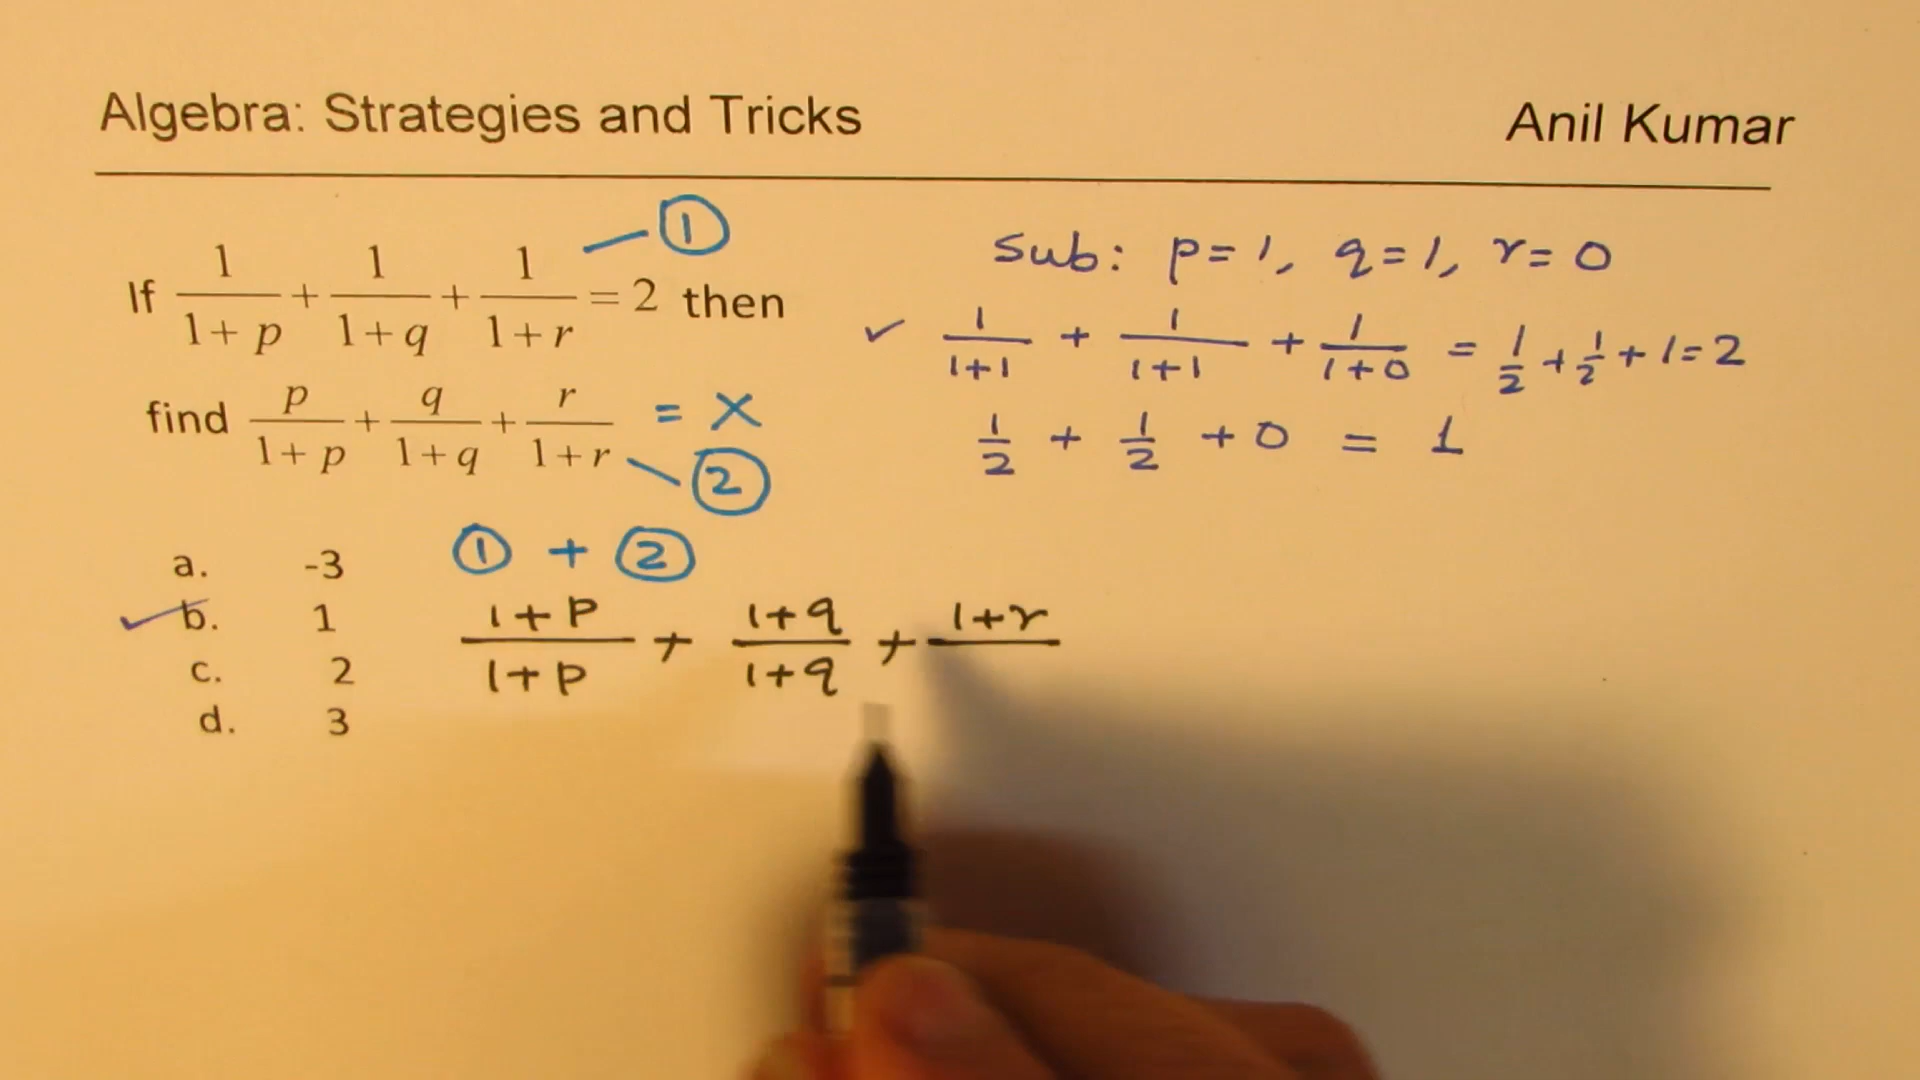 Algebra: Strategies and Tricks
Anil Kumar
If 1/(1+p) + 1/(1+q) + 1/(1+r) = 2 then — ①
find p/(1+p) + q/(1+q) + r/(1+r) = x — ②
a. -3
✓ b. 1
c. 2
d. 3
① + ②
(1+p)/(1+p) + (1+q)/(1+q) + 1+r
Sub: p=1, q=1, r=0
✓ 1/(1+1) + 1/(1+1) + 1/(1+0) = 1/2 + 1/2 + 1 = 2
1/2 + 1/2 + 0 = 1